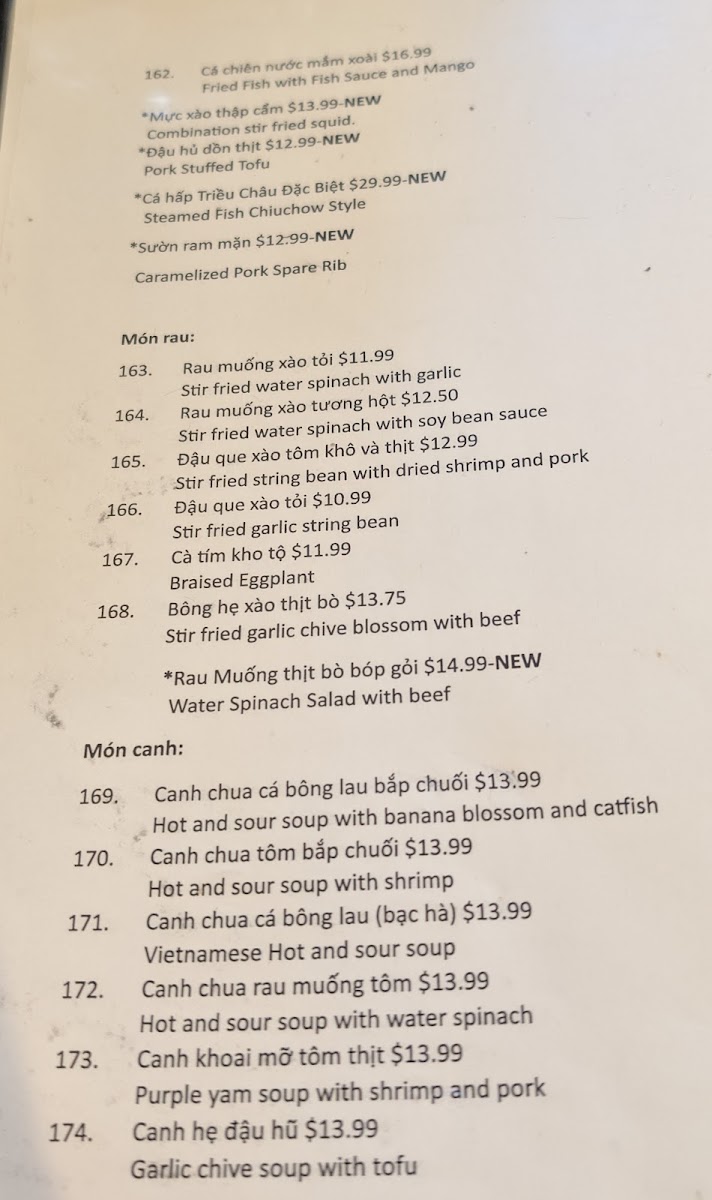 162. Cá chiên nước mắm xoài $16.99
Fried Fish with Fish Sauce and Mango
*Mực xào thập cẩm $13.99-NEW
Combination stir fried squid.
*Đậu hủ dồn thịt $12.99-NEW
Pork Stuffed Tofu
*Cá hấp Triều Châu Đặc Biệt $29.99-NEW
Steamed Fish Chiuchow Style
*Sườn ram mặn $12.99-NEW
Caramelized Pork Spare Rib
Món rau:
163. Rau muống xào tỏi $11.99
Stir fried water spinach with garlic
164. Rau muống xào tương hột $12.50
Stir fried water spinach with soy bean sauce
165. Đậu que xào tôm khô và thịt $12.99
Stir fried string bean with dried shrimp and pork
166. Đậu que xào tỏi $10.99
Stir fried garlic string bean
167. Cà tím kho tộ $11.99
Braised Eggplant
168. Bông hẹ xào thịt bò $13.75
Stir fried garlic chive blossom with beef
*Rau Muống thịt bò bóp gỏi $14.99-NEW
Water Spinach Salad with beef
Món canh:
169. Canh chua cá bông lau bắp chuối $13.99
Hot and sour soup with banana blossom and catfish
170. Canh chua tôm bắp chuối $13.99
Hot and sour soup with shrimp
171. Canh chua cá bông lau (bạc hà) $13.99
Vietnamese Hot and sour soup
172. Canh chua rau muống tôm $13.99
Hot and sour soup with water spinach
173. Canh khoai mỡ tôm thịt $13.99
Purple yam soup with shrimp and pork
174. Canh hẹ đậu hũ $13.99
Garlic chive soup with tofu